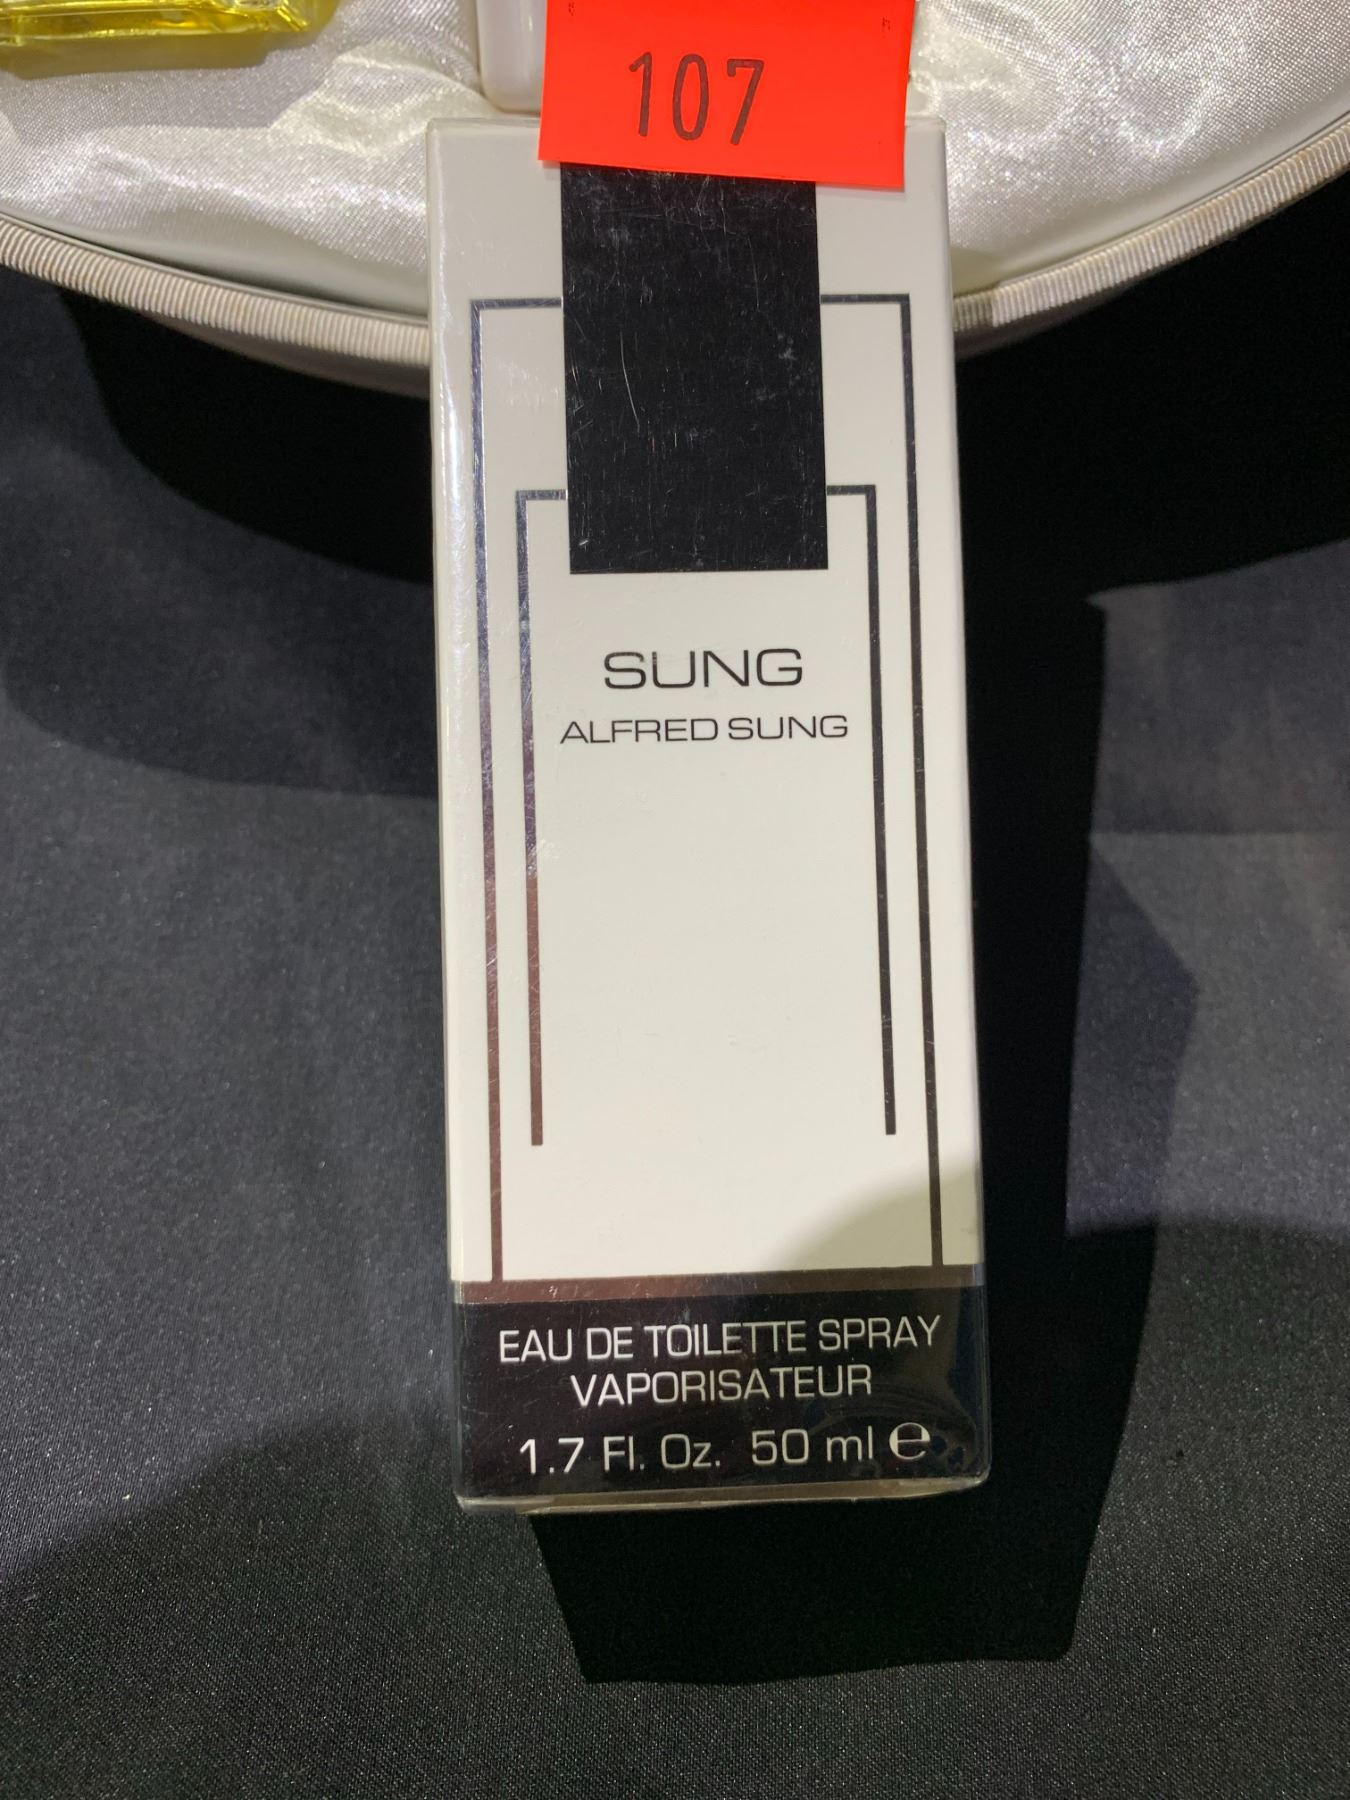 107
SUNG
ALFRED SUNG
EAU DE TOILETTE SPRAY
VAPORISATEUR
1.7 Fl. Oz. 50 ml ℮